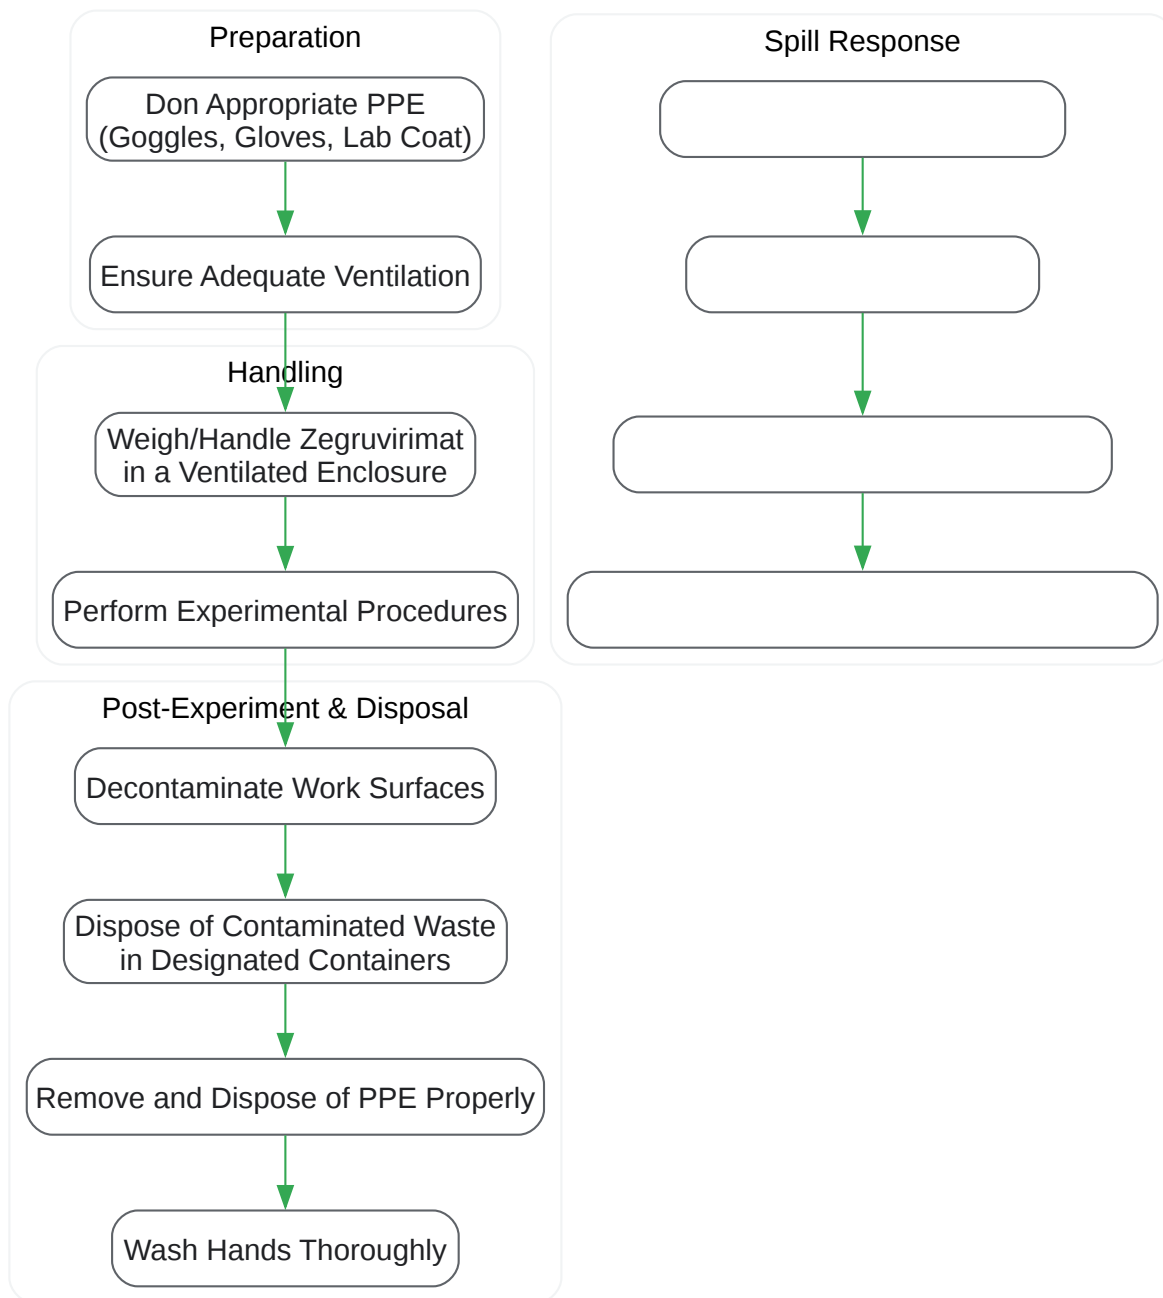 Preparation
Don Appropriate PPE
(Goggles, Gloves, Lab Coat)
Ensure Adequate Ventilation
Handling
Weigh/Handle Zegruvirimat
in a Ventilated Enclosure
Perform Experimental Procedures
Post-Experiment & Disposal
Decontaminate Work Surfaces
Dispose of Contaminated Waste
in Designated Containers
Remove and Dispose of PPE Properly
Wash Hands Thoroughly
Spill Response